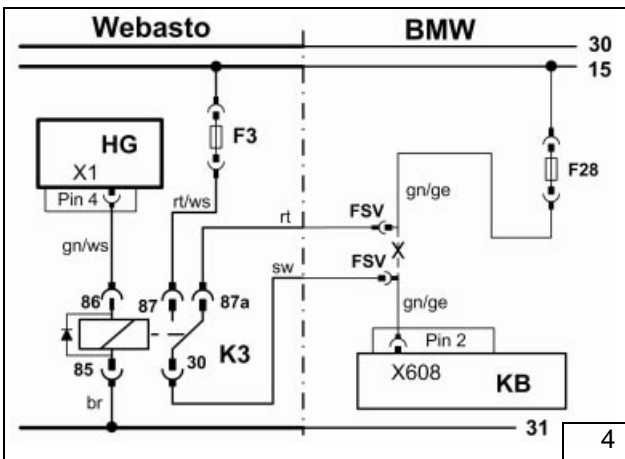 Webasto BMW
30
15
HG
X1
Pin 4
F3
F28
rt/ws
gn/ge
rt
FSV
gn/ws
X
sw
FSV
86
87
87a
gn/ge
Pin 2
K3
85
30
X608
KB
br
31
4